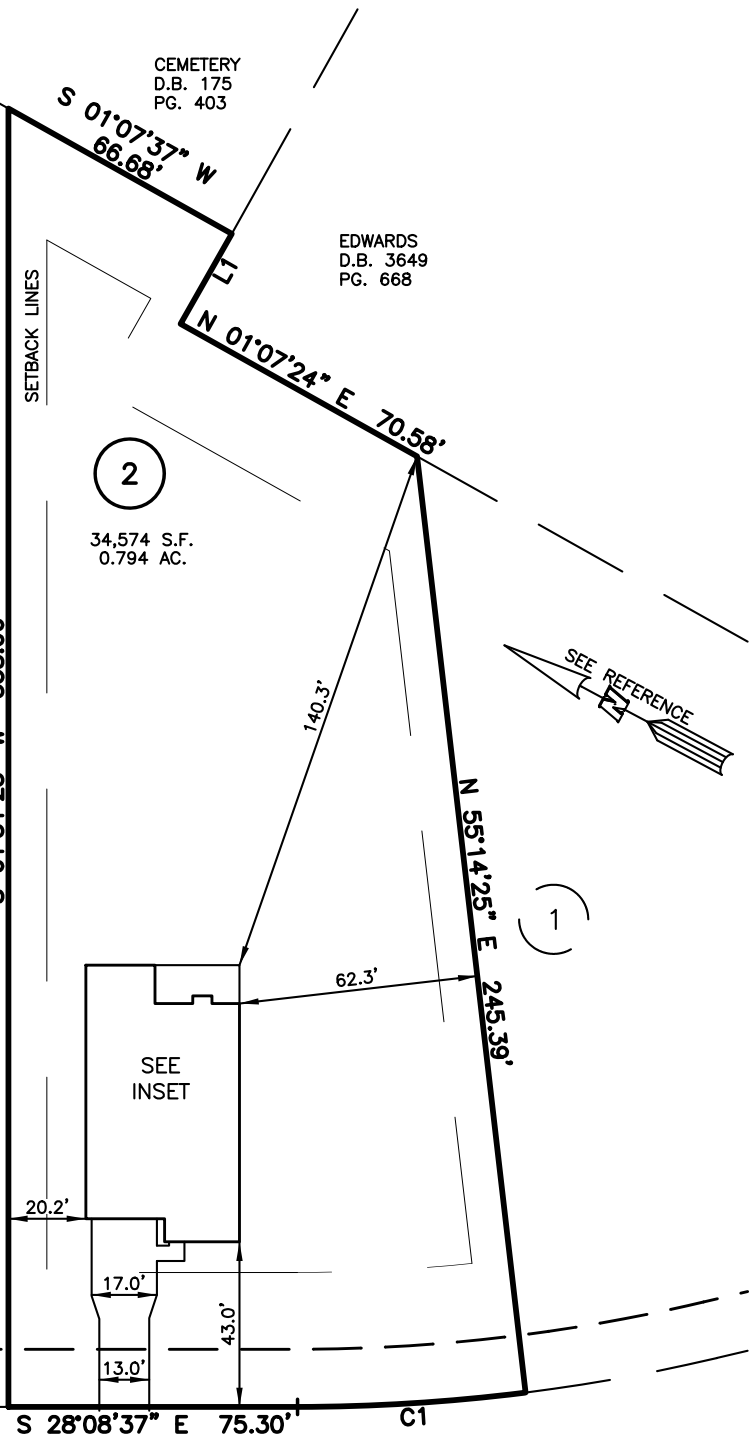 CEMETERY
D.B. 175
PG. 403
S 01°07'37" W
66.68'
EDWARDS
D.B. 3649
PG. 668
L1
SETBACK LINES
N 01°07'24" E 70.58'
2
34,574 S.F.
0.794 AC.
SEE REFERENCE
N
140.3'
N 55°14'25" E 245.39'
1
62.3'
SEE
INSET
20.2'
17.0'
43.0'
13.0'
S 28°08'37" E 75.30'
C1